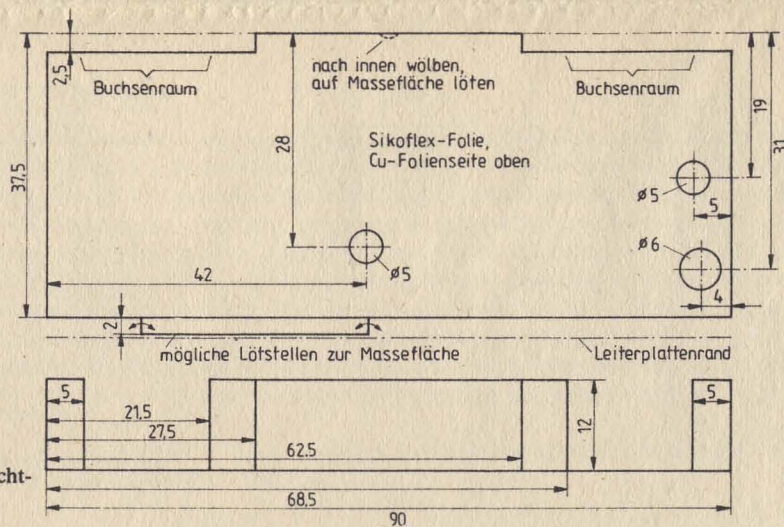 2,5
Buchsenraum
nach innen wölben,
auf Massefläche löten
Buchsenraum
19
31
28
37,5
Sikoflex-Folie,
Cu-Folienseite oben
ø5
5
ø6
ø5
42
4
2
mögliche Lötstellen zur Massefläche
Leiterplattenrand
5
5
21,5
27,5
12
62.5
cht-
68,5
90